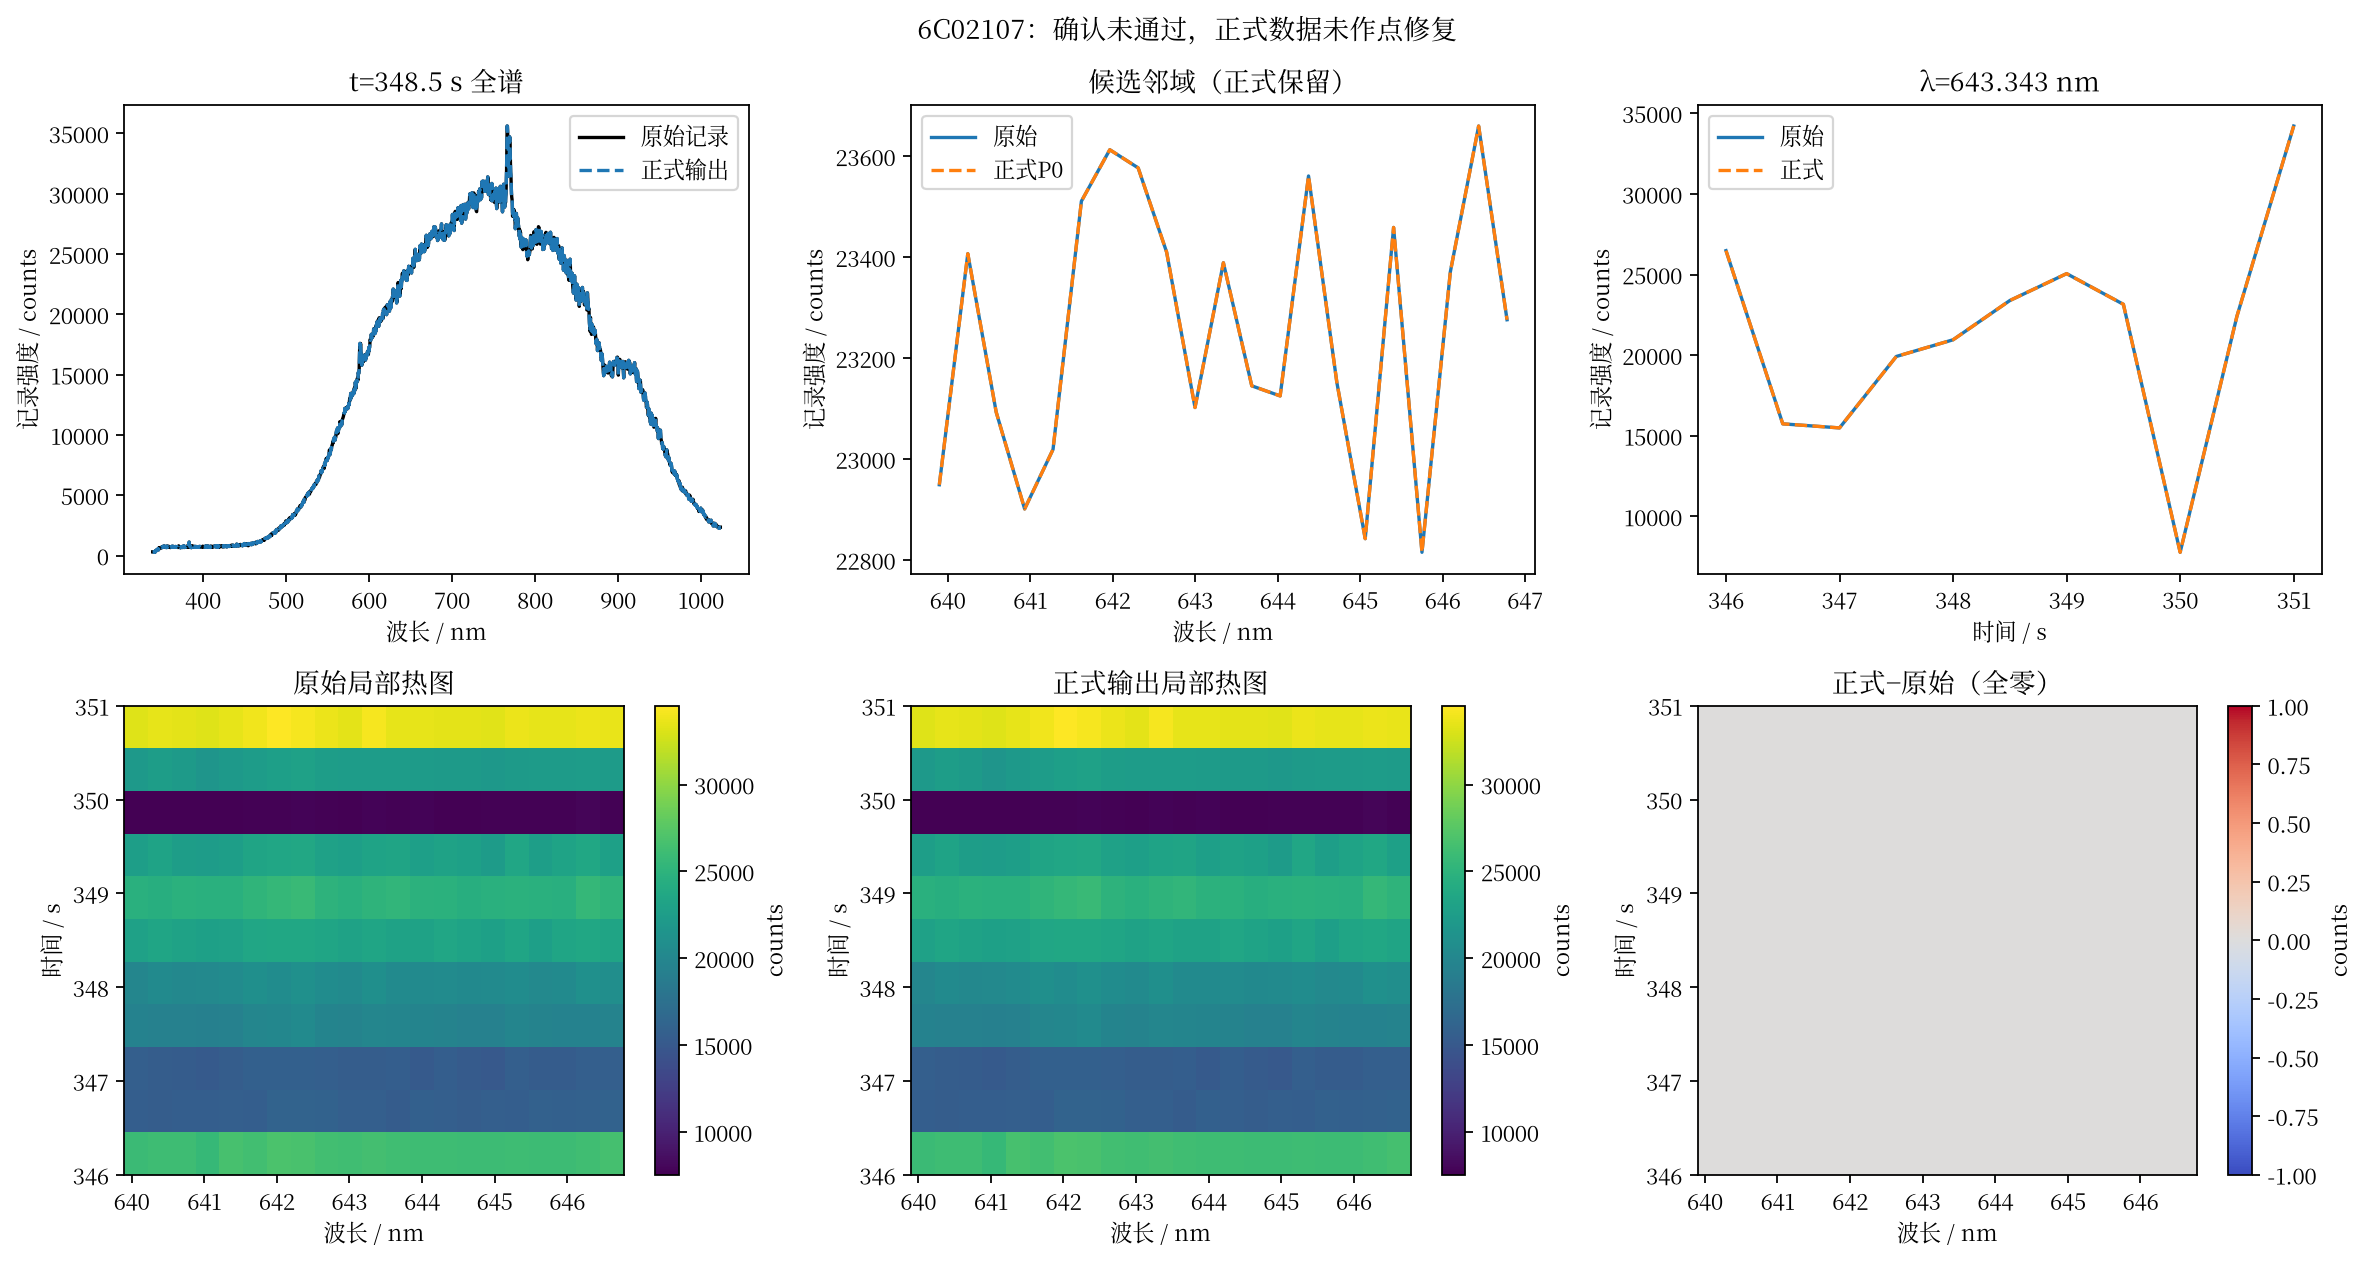 6C02107：确认未通过，正式数据未作点修复
t=348.5 s 全谱
记录强度 / counts
35000
30000
25000
20000
15000
10000
5000
0
原始记录
正式输出
400 500 600 700 800 900 1000
波长 / nm
候选邻域（正式保留）
记录强度 / counts
23600
23400
23200
23000
22800
原始
正式P0
640 641 642 643 644 645 646 647
波长 / nm
λ=643.343 nm
记录强度 / counts
35000
30000
25000
20000
15000
10000
原始
正式
346 347 348 349 350 351
时间 / s
原始局部热图
时间 / s
351
350
349
348
347
346
640 641 642 643 644 645 646
波长 / nm
30000
25000
20000
15000
10000
counts
正式输出局部热图
时间 / s
351
350
349
348
347
346
640 641 642 643 644 645 646
波长 / nm
30000
25000
20000
15000
10000
counts
正式−原始（全零）
时间 / s
351
350
349
348
347
346
640 641 642 643 644 645 646
波长 / nm
1.00
0.75
0.50
0.25
0.00
-0.25
-0.50
-0.75
-1.00
counts